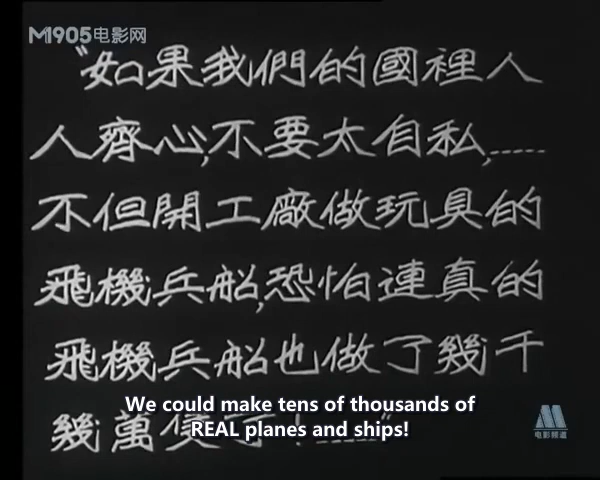 M1905电影网
“如果我們的國裡人
人齊心,不要太自私,……
不但開工廠做玩具的
飛機兵船,恐怕連真的
飛機兵船也做了幾千
幾萬
We could make tens of thousands of
REAL planes and ships!
电影频道